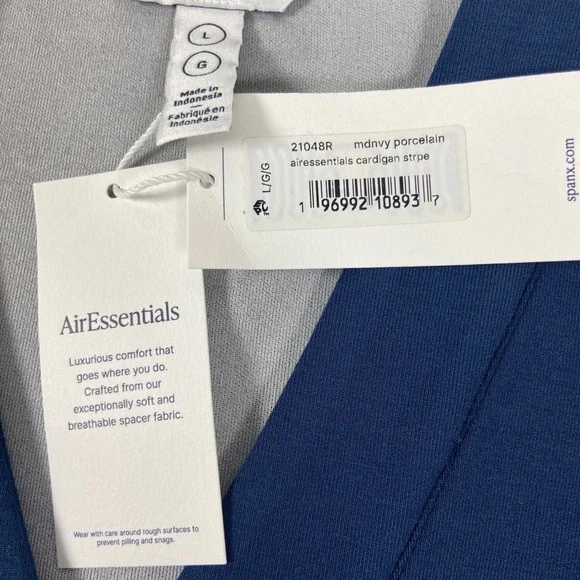 L
G
Made in
Indonesia
Fabriqué en
Indonésie
21048R mdnvy porcelain
airessentials cardigan strpe
L/G/G
1 96992 10893 7
spanx.com
AirEssentials
Luxurious comfort that
goes where you do.
Crafted from our
exceptionally soft and
breathable spacer fabric.
Wear with care around rough surfaces to
prevent pilling and snags.